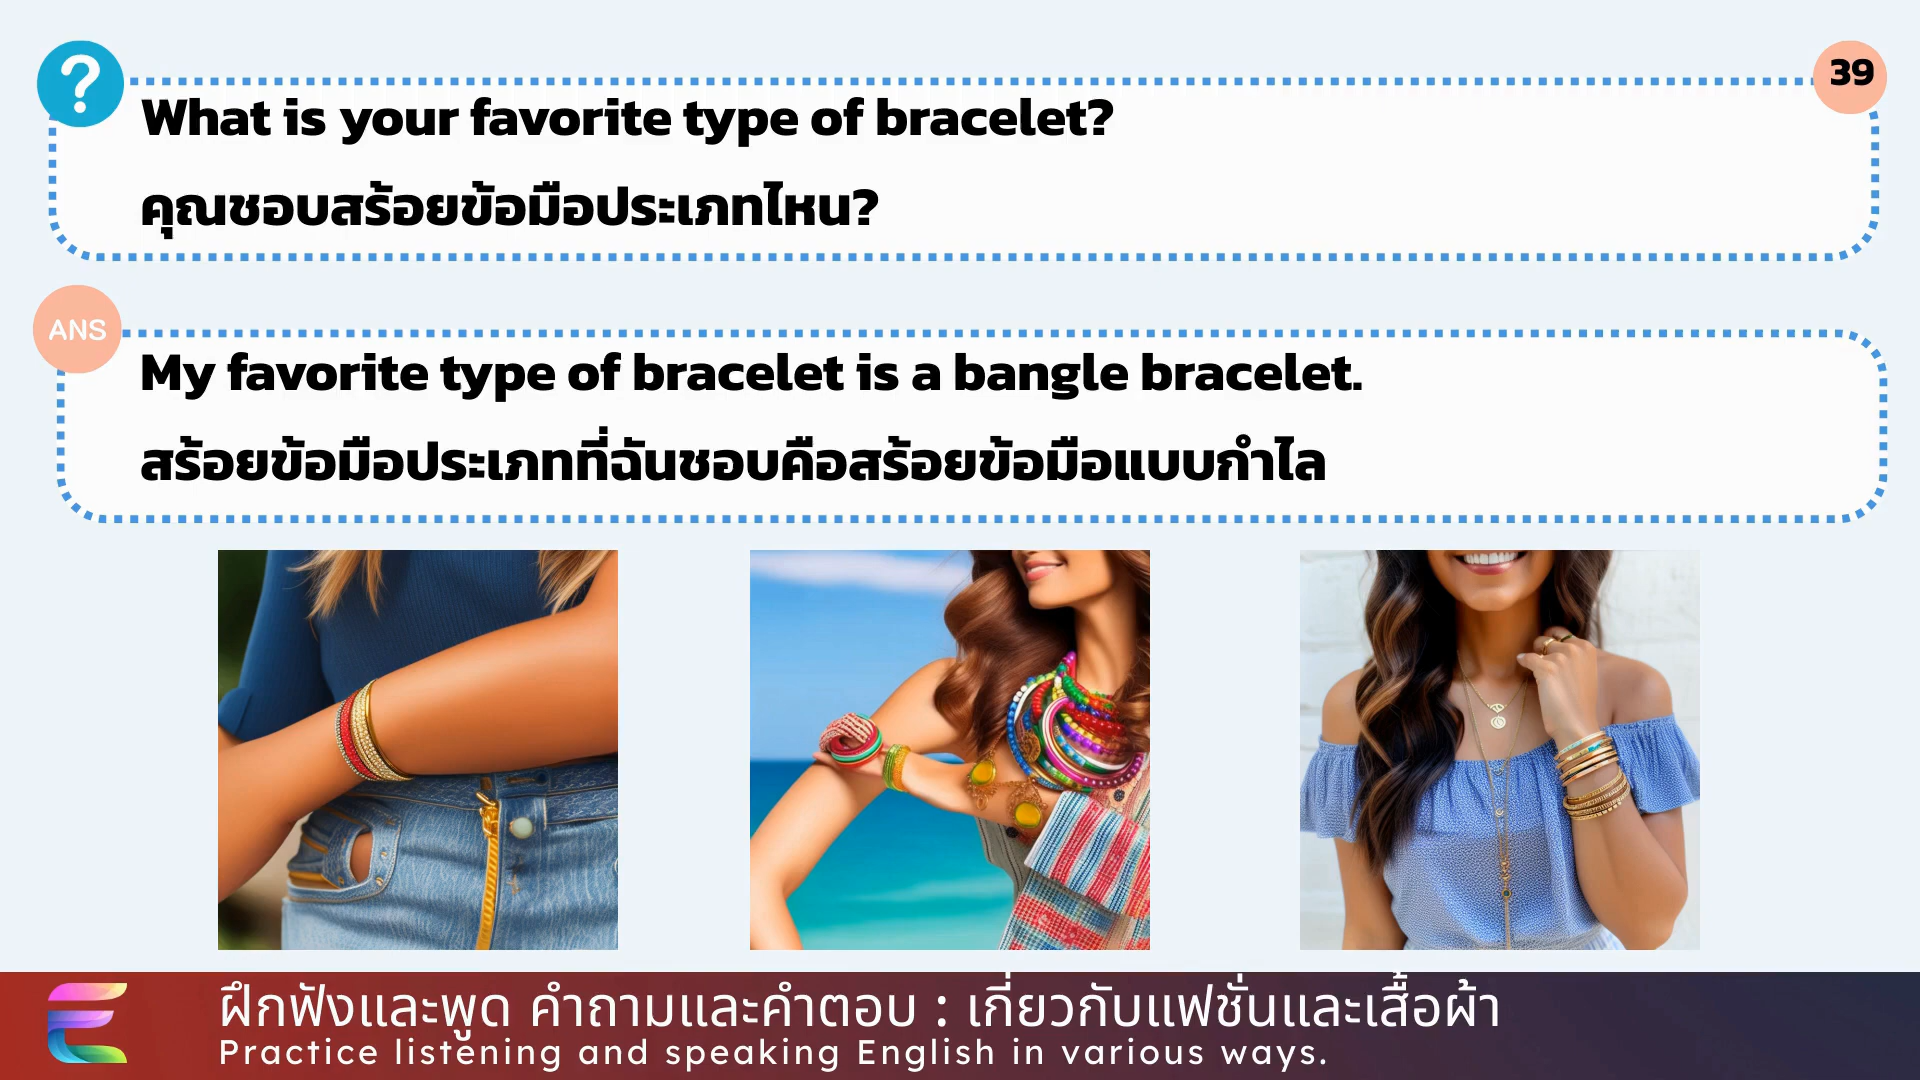 ?
39
What is your favorite type of bracelet?
คุณชอบสร้อยข้อมือประเภทไหน?
ANS
My favorite type of bracelet is a bangle bracelet.
สร้อยข้อมือประเภทที่ฉันชอบคือสร้อยข้อมือแบบกำไล
ฝึกฟังและพูด คำถามและคำตอบ : เกี่ยวกับแฟชั่นและเสื้อผ้า
Practice listening and speaking English in various ways.